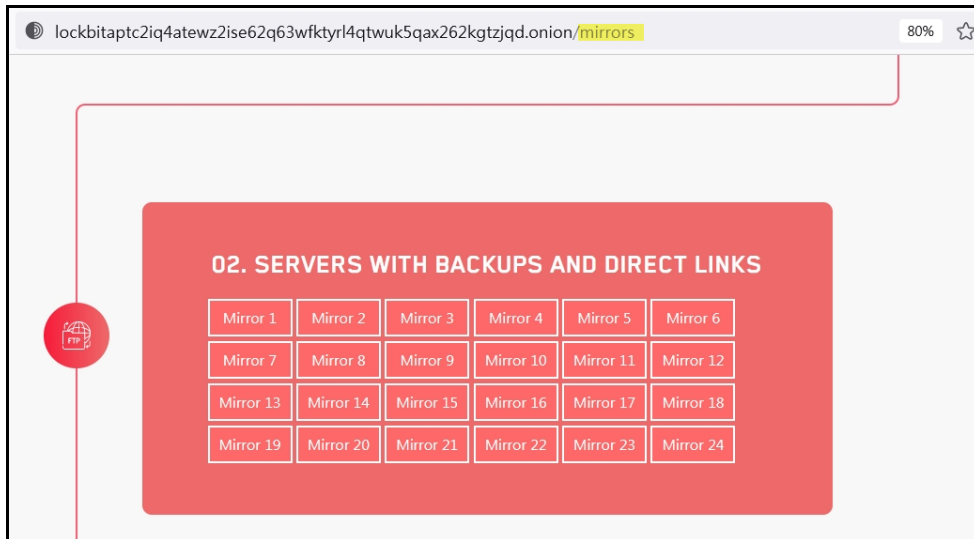 lockbitaptc2iq4atewz2ise62q63wfktyrl4qtwuk5qax262kgtzjqd.onion/mirrors 80%
02. SERVERS WITH BACKUPS AND DIRECT LINKS
Mirror 1 Mirror 2 Mirror 3 Mirror 4 Mirror 5 Mirror 6
FTP
Mirror 7 Mirror 8 Mirror 9 Mirror 10 Mirror 11 Mirror 12
Mirror 13 Mirror 14 Mirror 15 Mirror 16 Mirror 17 Mirror 18
Mirror 19 Mirror 20 Mirror 21 Mirror 22 Mirror 23 Mirror 24